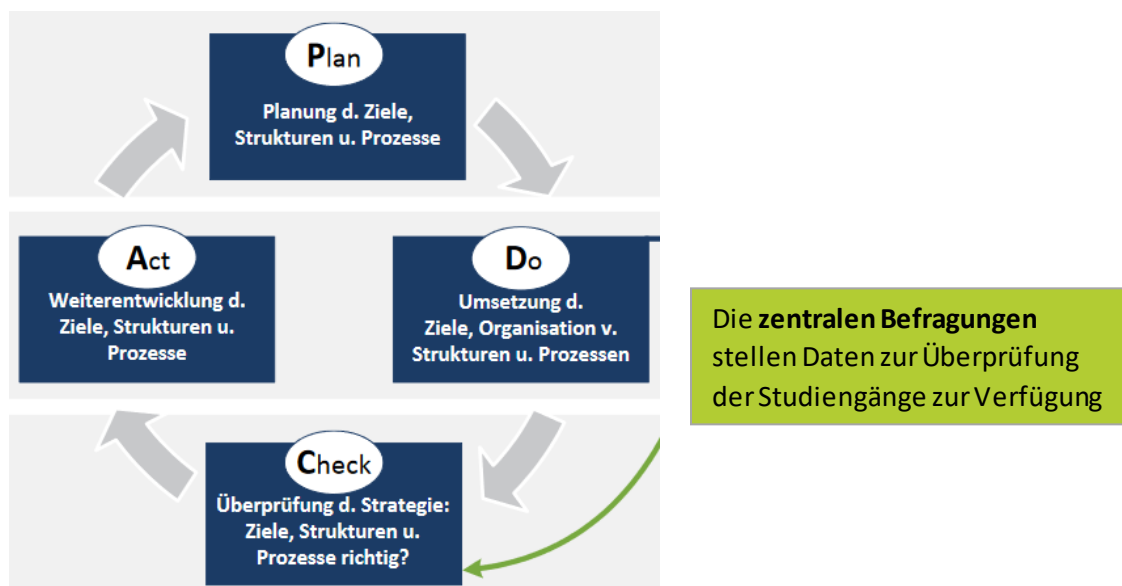 Plan
Planung d. Ziele,
Strukturen u. Prozesse
Act
Weiterentwicklung d.
Ziele, Strukturen u.
Prozesse
Do
Umsetzung d.
Ziele, Organisation v.
Strukturen u. Prozessen
Die zentralen Befragungen
stellen Daten zur Überprüfung
der Studiengänge zur Verfügung
Check
Überprüfung d. Strategie:
Ziele, Strukturen u.
Prozesse richtig?